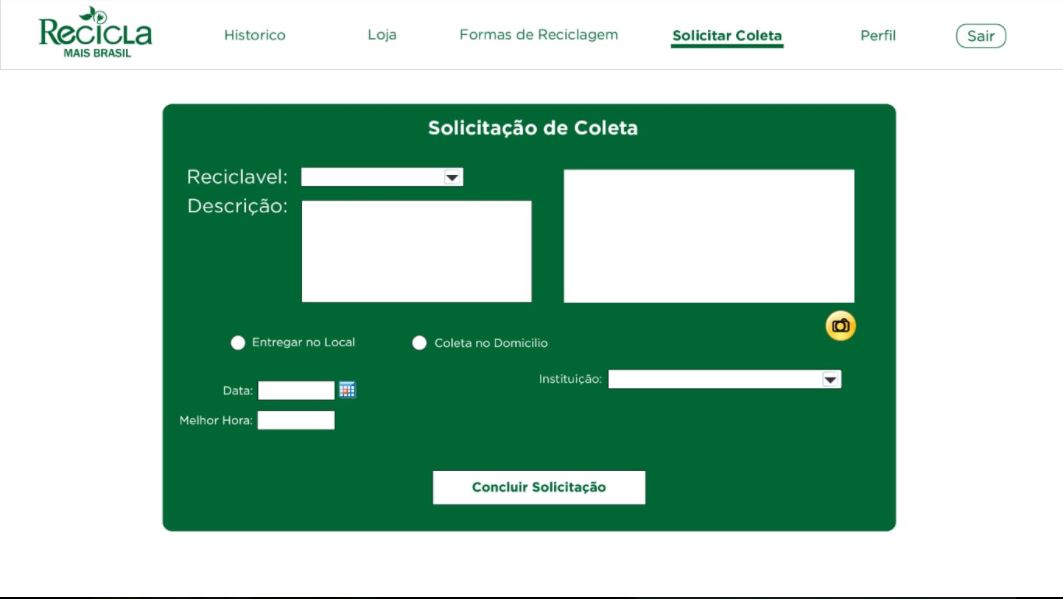 Recicla
MAIS BRASIL
Historico
Loja
Formas de Reciclagem
Solicitar Coleta
Perfil
Sair
Solicitação de Coleta
Reciclavel:
Descrição:
Entregar no Local
Coleta no Domicilio
Instituição:
Data:
Melhor Hora:
Concluir Solicitação